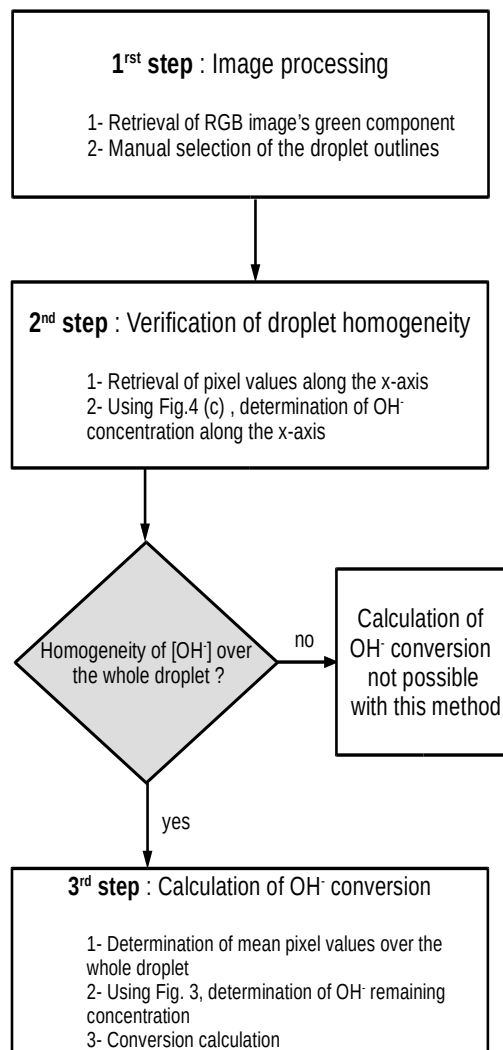 1rst step : Image processing
1- Retrieval of RGB image's green component
2- Manual selection of the droplet outlines
2nd step : Verification of droplet homogeneity
1- Retrieval of pixel values along the x-axis
2- Using Fig.4 (c) , determination of OH-
concentration along the x-axis
Homogeneity of [OH-] over
the whole droplet ?
no
Calculation of
OH- conversion
not possible
with this method
yes
3rd step : Calculation of OH- conversion
1- Determination of mean pixel values over the
whole droplet
2- Using Fig. 3, determination of OH- remaining
concentration
3- Conversion calculation